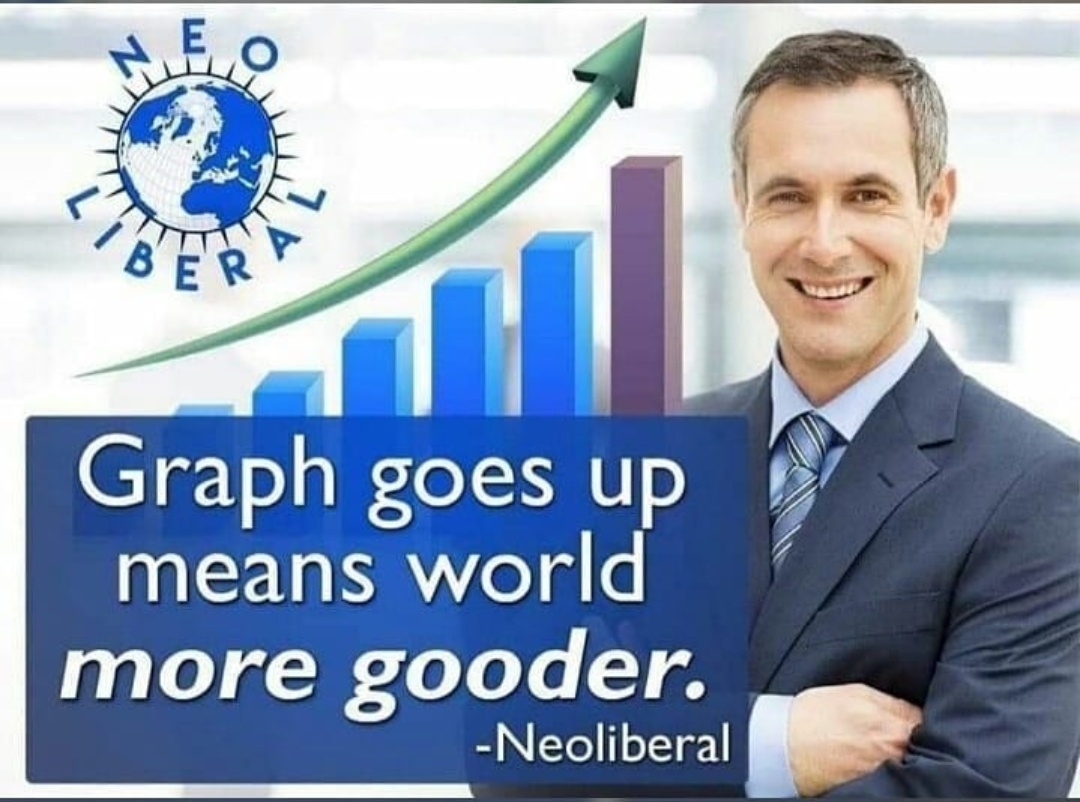 NEO
LIBERAL
Graph goes up
means world
more gooder.
-Neoliberal